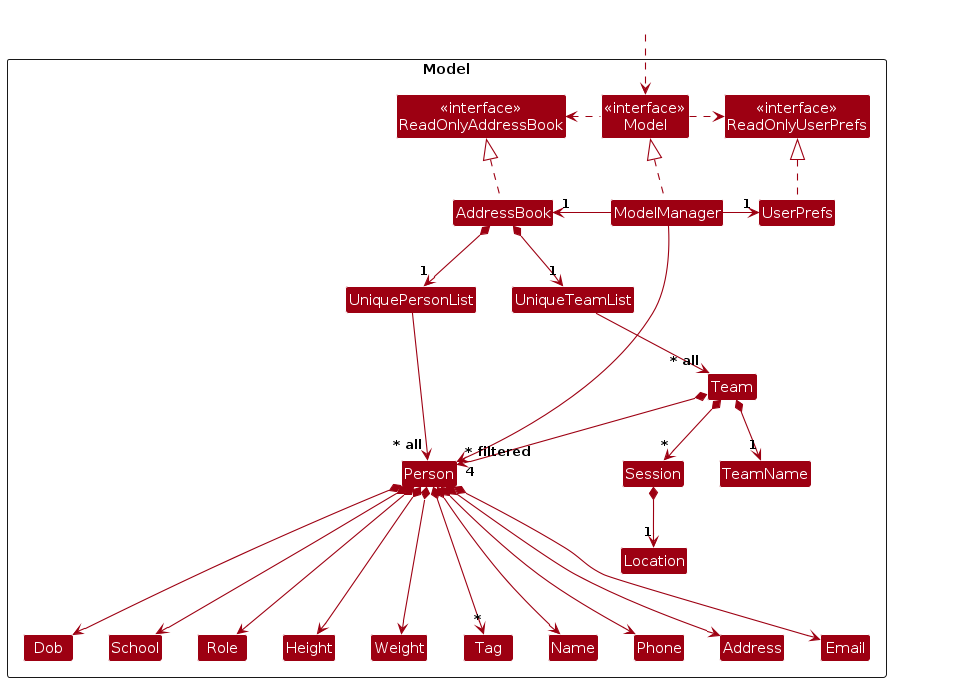 Model
«interface»
ReadOnlyAddressBook
«interface»
Model
«interface»
ReadOnlyUserPrefs
AddressBook
1
ModelManager
1
UserPrefs
1
1
UniquePersonList
UniqueTeamList
* all
Team
* all
* filtered
4
*
1
Person
Session
TeamName
1
Location
*
Dob
School
Role
Height
Weight
Tag
Name
Phone
Address
Email